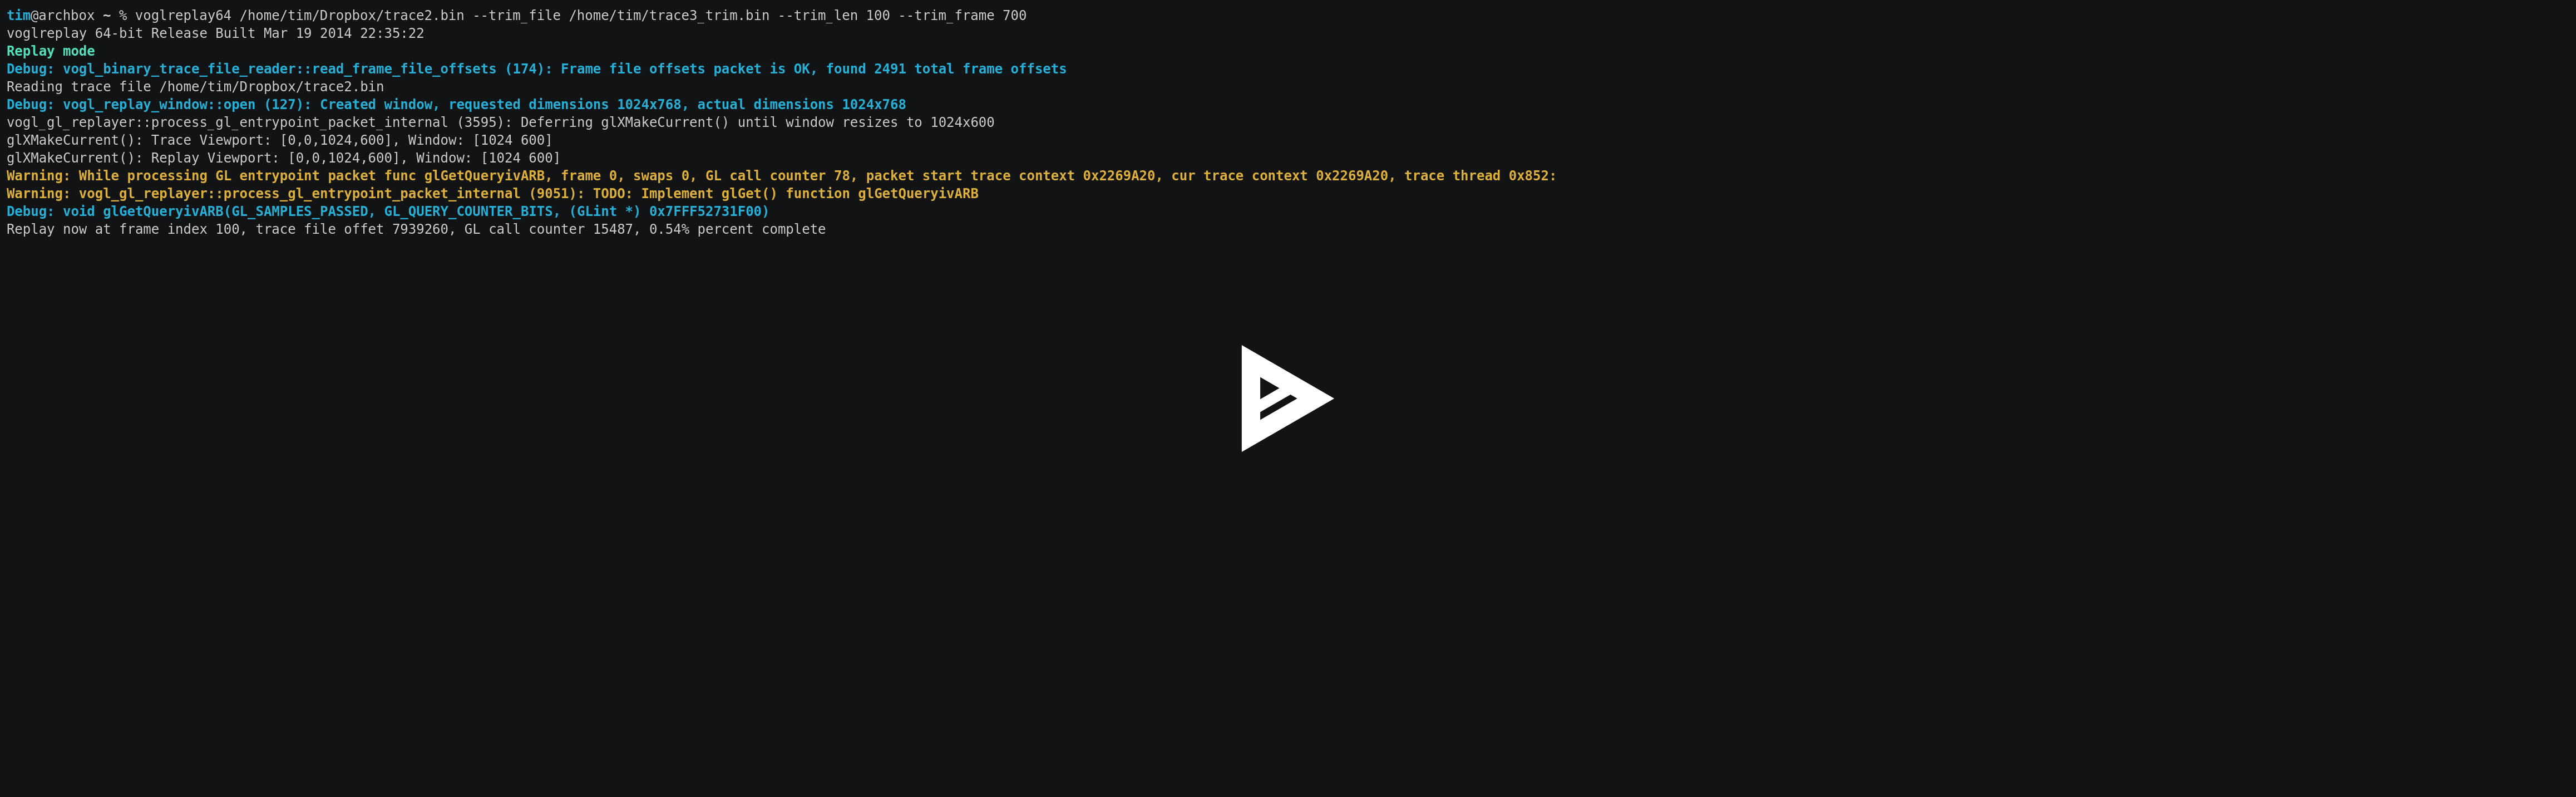 tim@archbox ~ % voglreplay64 /home/tim/Dropbox/trace2.bin --trim_file /home/tim/trace3_trim.bin --trim_len 100 --trim_frame 700
voglreplay 64-bit Release Built Mar 19 2014 22:35:22
Replay mode
Debug: vogl_binary_trace_file_reader::read_frame_file_offsets (174): Frame file offsets packet is OK, found 2491 total frame offsets
Reading trace file /home/tim/Dropbox/trace2.bin
Debug: vogl_replay_window::open (127): Created window, requested dimensions 1024x768, actual dimensions 1024x768
vogl_gl_replayer::process_gl_entrypoint_packet_internal (3595): Deferring glXMakeCurrent() until window resizes to 1024x600
glXMakeCurrent(): Trace Viewport: [0,0,1024,600], Window: [1024 600]
glXMakeCurrent(): Replay Viewport: [0,0,1024,600], Window: [1024 600]
Warning: While processing GL entrypoint packet func glGetQueryivARB, frame 0, swaps 0, GL call counter 78, packet start trace context 0x2269A20, cur trace context 0x2269A20, trace thread 0x852:
Warning: vogl_gl_replayer::process_gl_entrypoint_packet_internal (9051): TODO: Implement glGet() function glGetQueryivARB
Debug: void glGetQueryivARB(GL_SAMPLES_PASSED, GL_QUERY_COUNTER_BITS, (GLint *) 0x7FFF52731F00)
Replay now at frame index 100, trace file offet 7939260, GL call counter 15487, 0.54% percent complete